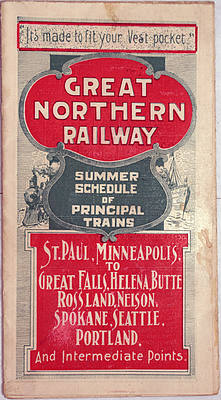 "It's made to fit your Vest pocket."
GREAT
NORTHERN
RAILWAY
SUMMER
SCHEDULE
OF
PRINCIPAL
TRAINS
ST. PAUL, MINNEAPOLIS,
TO
GREAT FALLS, HELENA, BUTTE
ROSSLAND, NELSON,
SPOKANE, SEATTLE,
PORTLAND,
And Intermediate Points.